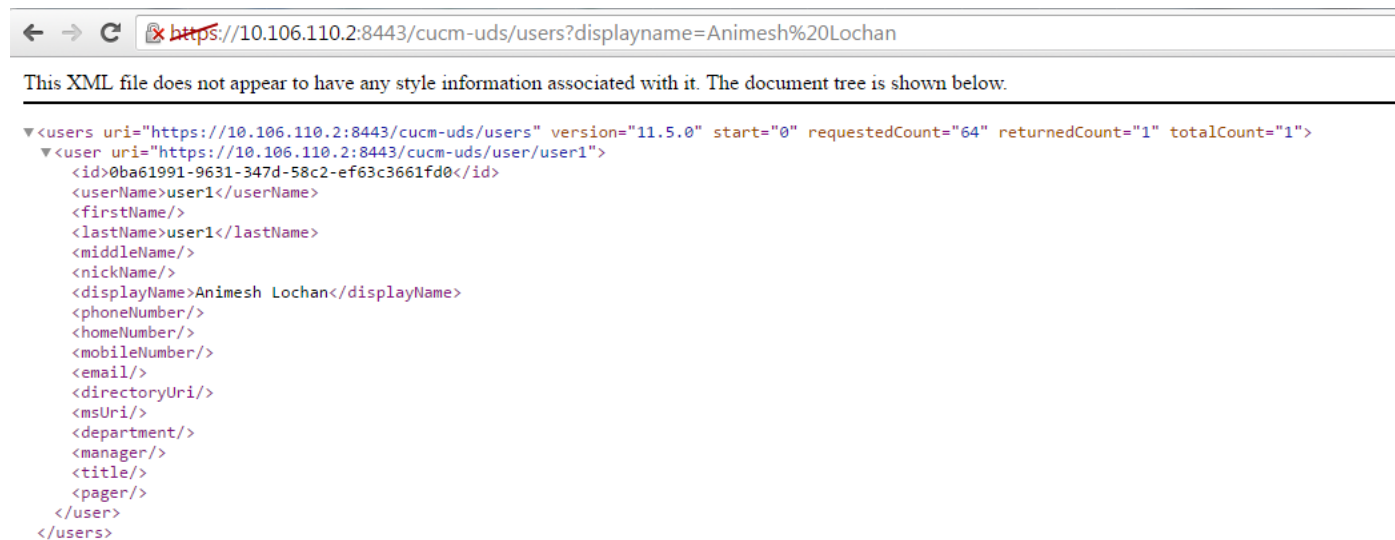 https://10.106.110.2:8443/cucm-uds/users?displayname=Animesh%20Lochan
This XML file does not appear to have any style information associated with it. The document tree is shown below.
▼<users uri="https://10.106.110.2:8443/cucm-uds/users" version="11.5.0" start="0" requestedCount="64" returnedCount="1" totalCount="1">
▼<user uri="https://10.106.110.2:8443/cucm-uds/user/user1">
<id>0ba61991-9631-347d-58c2-ef63c3661fd0</id>
<userName>user1</userName>
<firstName/>
<lastName>user1</lastName>
<middleName/>
<nickName/>
<displayName>Animesh Lochan</displayName>
<phoneNumber/>
<homeNumber/>
<mobileNumber/>
<email/>
<directoryUri/>
<msUri/>
<department/>
<manager/>
<title/>
<pager/>
</user>
</users>